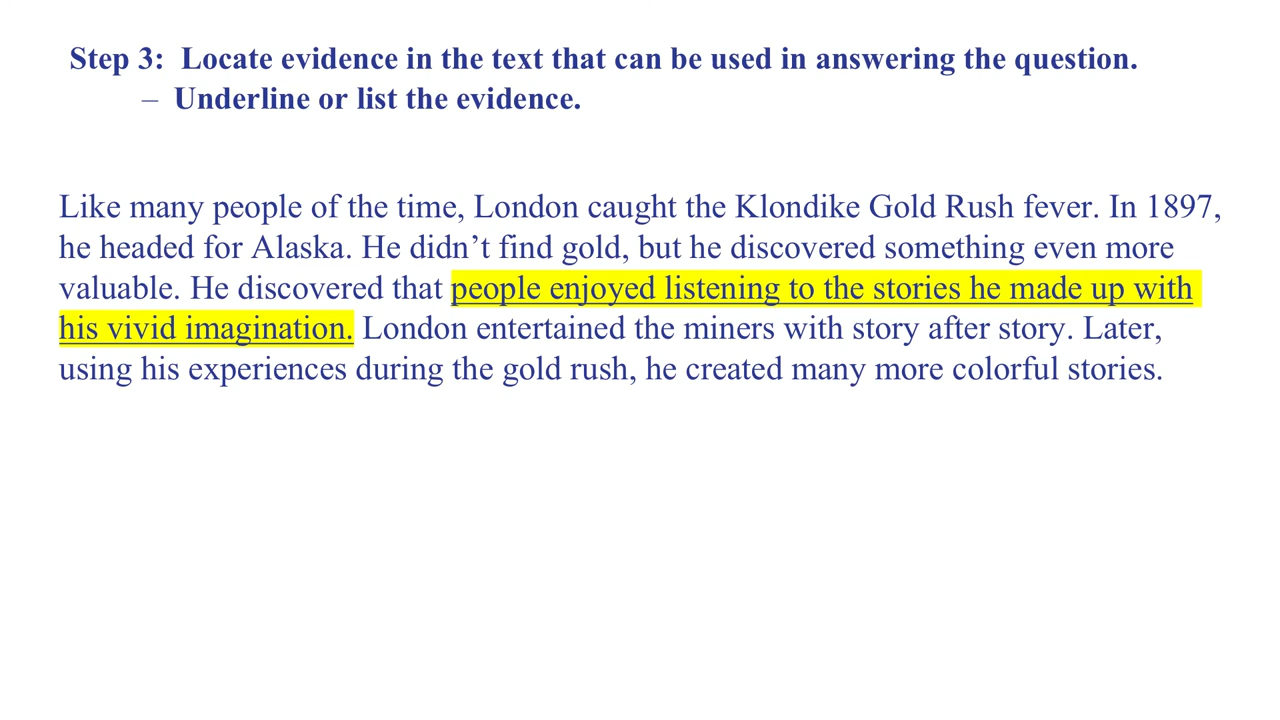 Step 3:  Locate evidence in the text that can be used in answering the question.
– Underline or list the evidence.
Like many people of the time, London caught the Klondike Gold Rush fever. In 1897,
he headed for Alaska. He didn’t find gold, but he discovered something even more
valuable. He discovered that people enjoyed listening to the stories he made up with
his vivid imagination. London entertained the miners with story after story. Later,
using his experiences during the gold rush, he created many more colorful stories.